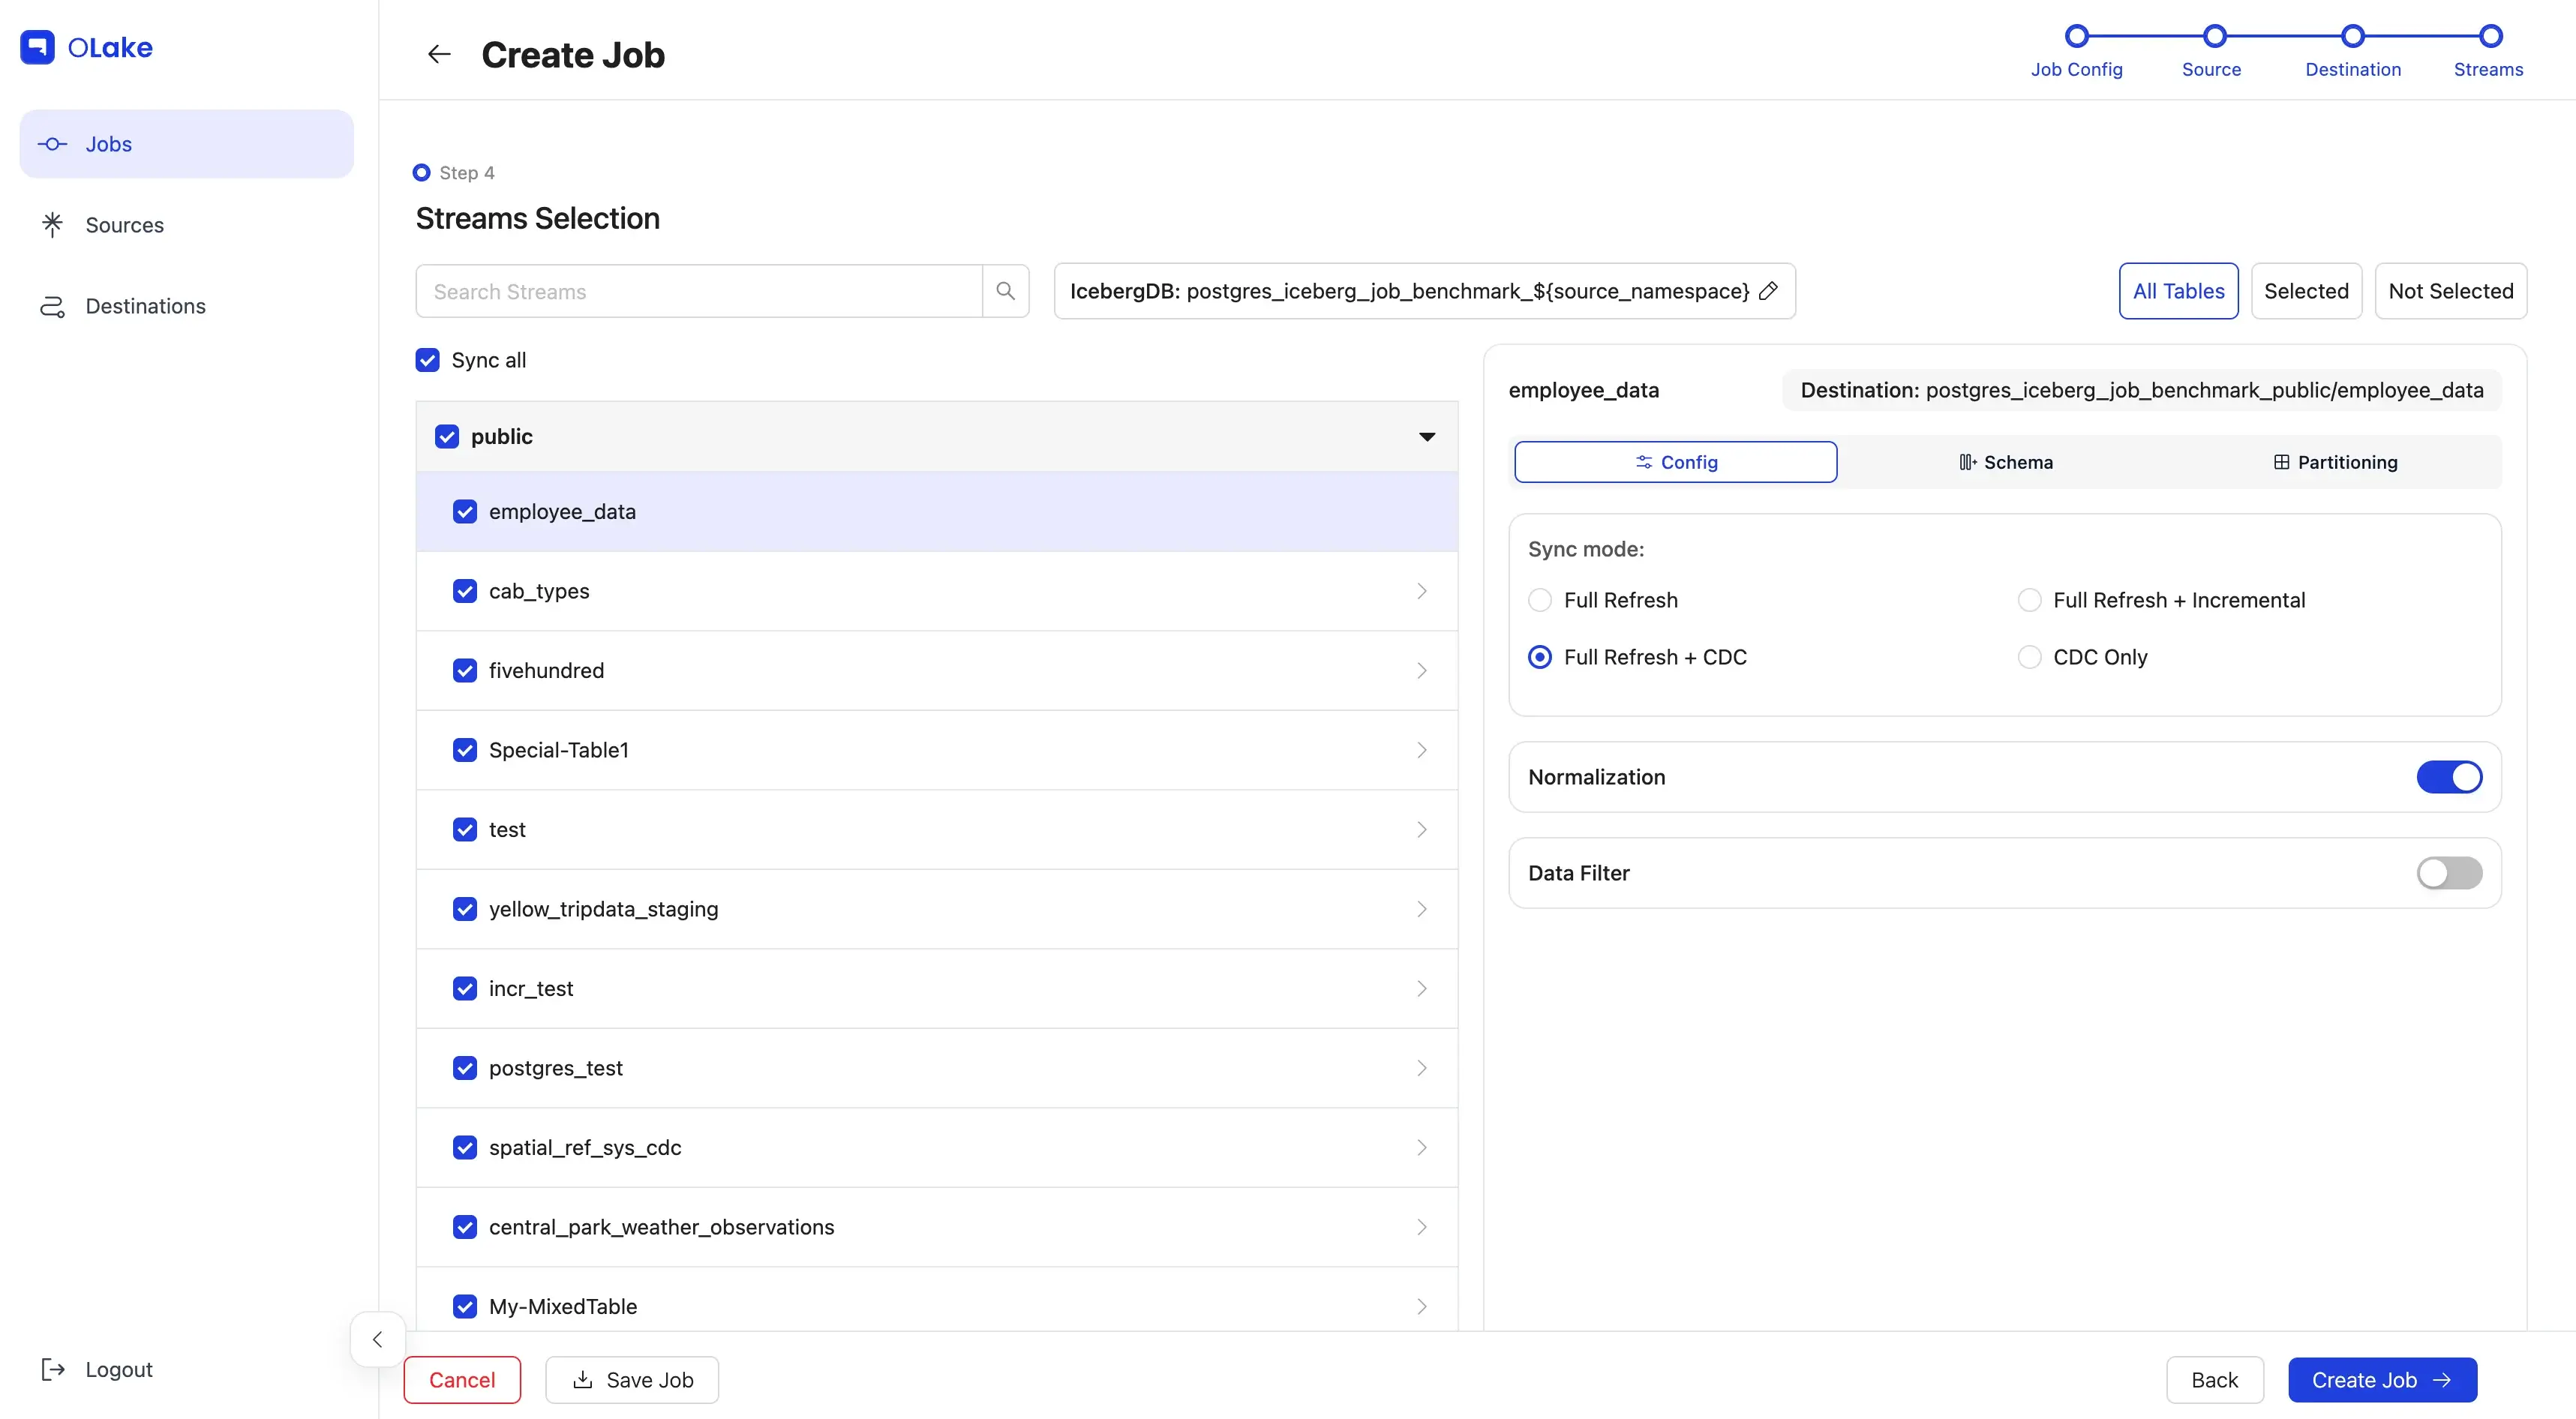 OLake
Jobs
Sources
Destinations
Logout
Create Job
Job Config
Source
Destination
Streams
Step 4
Streams Selection
Search Streams
IcebergDB: postgres_iceberg_job_benchmark_${source_namespace}
All Tables
Selected
Not Selected
Sync all
public
employee_data
cab_types
fivehundred
Special-Table1
test
yellow_tripdata_staging
incr_test
postgres_test
spatial_ref_sys_cdc
central_park_weather_observations
My-MixedTable
employee_data
Destination: postgres_iceberg_job_benchmark_public/employee_data
Config
Schema
Partitioning
Sync mode:
Full Refresh
Full Refresh + Incremental
Full Refresh + CDC
CDC Only
Normalization
Data Filter
Cancel
Save Job
Back
Create Job